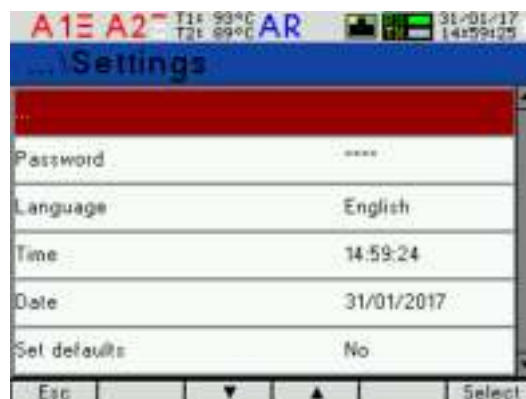 A1 A2 T1: 93°C AR 31/01/17
T2: 89°C 14:59:25
...\Settings
...
Password ****
Language English
Time 14:59:24
Date 31/01/2017
Set defaults No
Esc ▼ ▲ Select